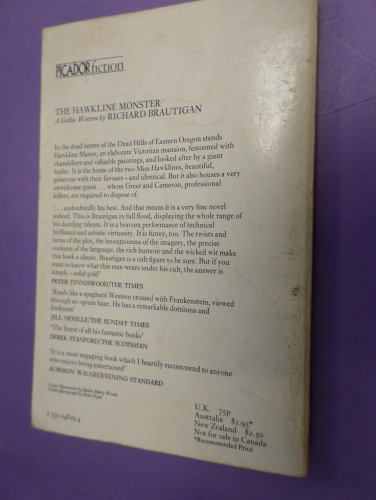 PICADOR fiction
THE HAWKLINE MONSTER
A Gothic Western by RICHARD BRAUTIGAN
In the dead centre of the Dead Hills of Eastern Oregon stands
Hawkline Manor, an elaborate Victorian mansion, festooned with
chandeliers and valuable paintings, and looked after by a giant
butler. It is the home of the two Miss Hawklines, beautiful,
generous with their favours – and identical. But it also houses a very
unwelcome guest . . . whom Greer and Cameron, professional
killers, are required to dispose of.
'. . . undoubtedly his best. And that means it is a very fine novel
indeed. This is Brautigan in full flood, displaying the whole range of
his dazzling talents. It is a bravura performance of technical
brilliance and artistic virtuosity. It is funny, too. The twists and
turns of the plot, the inventiveness of the imagery, the precise
coolness of the language, the rich humour and the wicked wit make
this book a classic. Brautigan is a cult figure to be sure. But if you
want to know what this man wears under his cult, the answer is
simple – solid gold'
PETER TINNISWOOD/THE TIMES
'Reads like a spaghetti Western crossed with Frankenstein, viewed
through an opium haze. He has a remarkable dottiness and
freshness'
JILL NEVILLE/THE SUNDAY TIMES
'The finest of all his fantastic books'
DEREK STANFORD/THE SCOTSMAN
'It is a most engaging book which I heartily recommend to anyone
who enjoys being entertained'
AUBERON WAUGH/EVENING STANDARD
Cover illustration by
Cover photograph by John
0 330 24829 4
U.K. 75P
Australia $1.95*
New Zealand $2.50
Not for sale in Canada
*Recommended Price